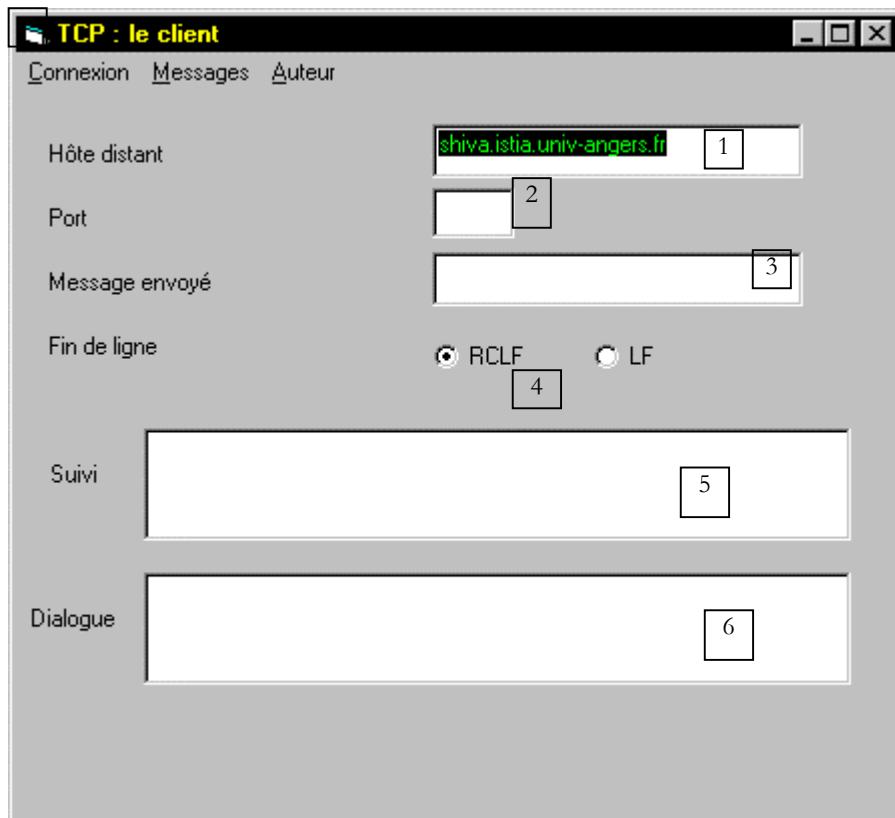 TCP : le client
Connexion Messages Auteur
Hôte distant shiva.istia.univ-angers.fr 1
Port 2
Message envoyé 3
Fin de ligne RCLF LF
4
Suivi 5
Dialogue 6